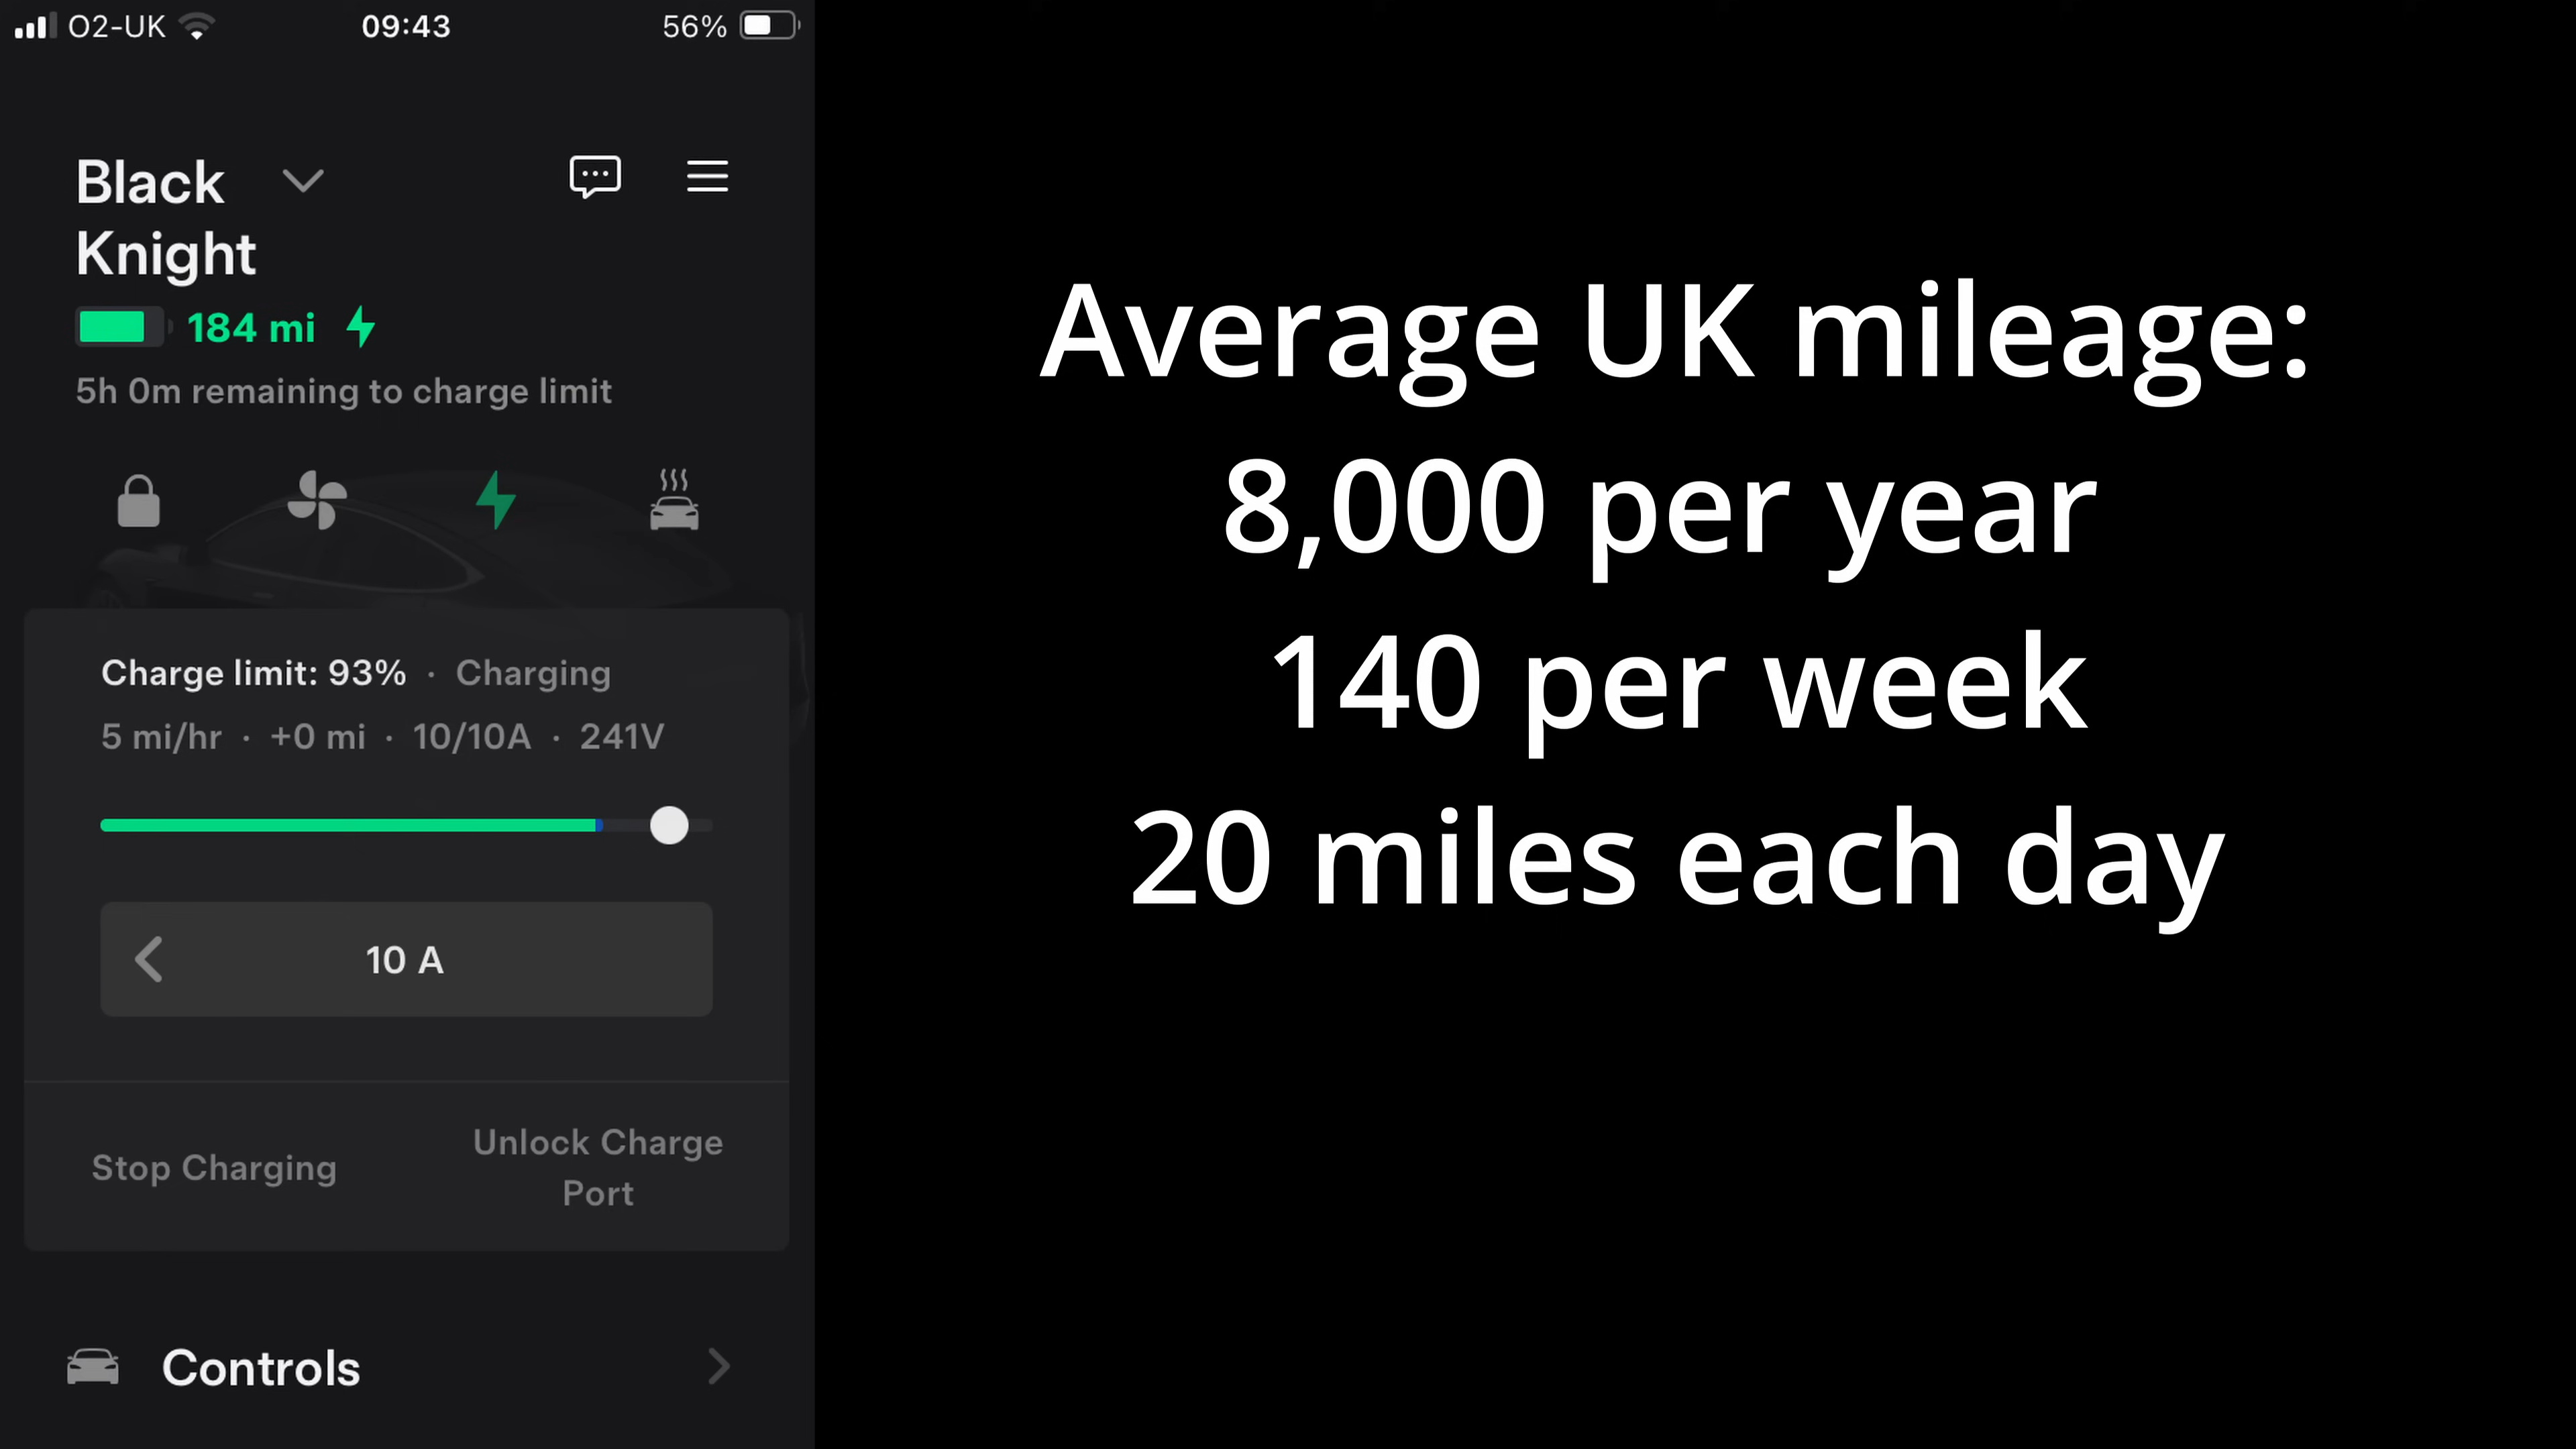 O2-UK 09:43 56%
Black
Knight
184 mi
5h 0m remaining to charge limit
Charge limit: 93% · Charging
5 mi/hr · +0 mi · 10/10A · 241V
10 A
Stop Charging
Unlock Charge
Port
Controls
Average UK mileage:
8,000 per year
140 per week
20 miles each day